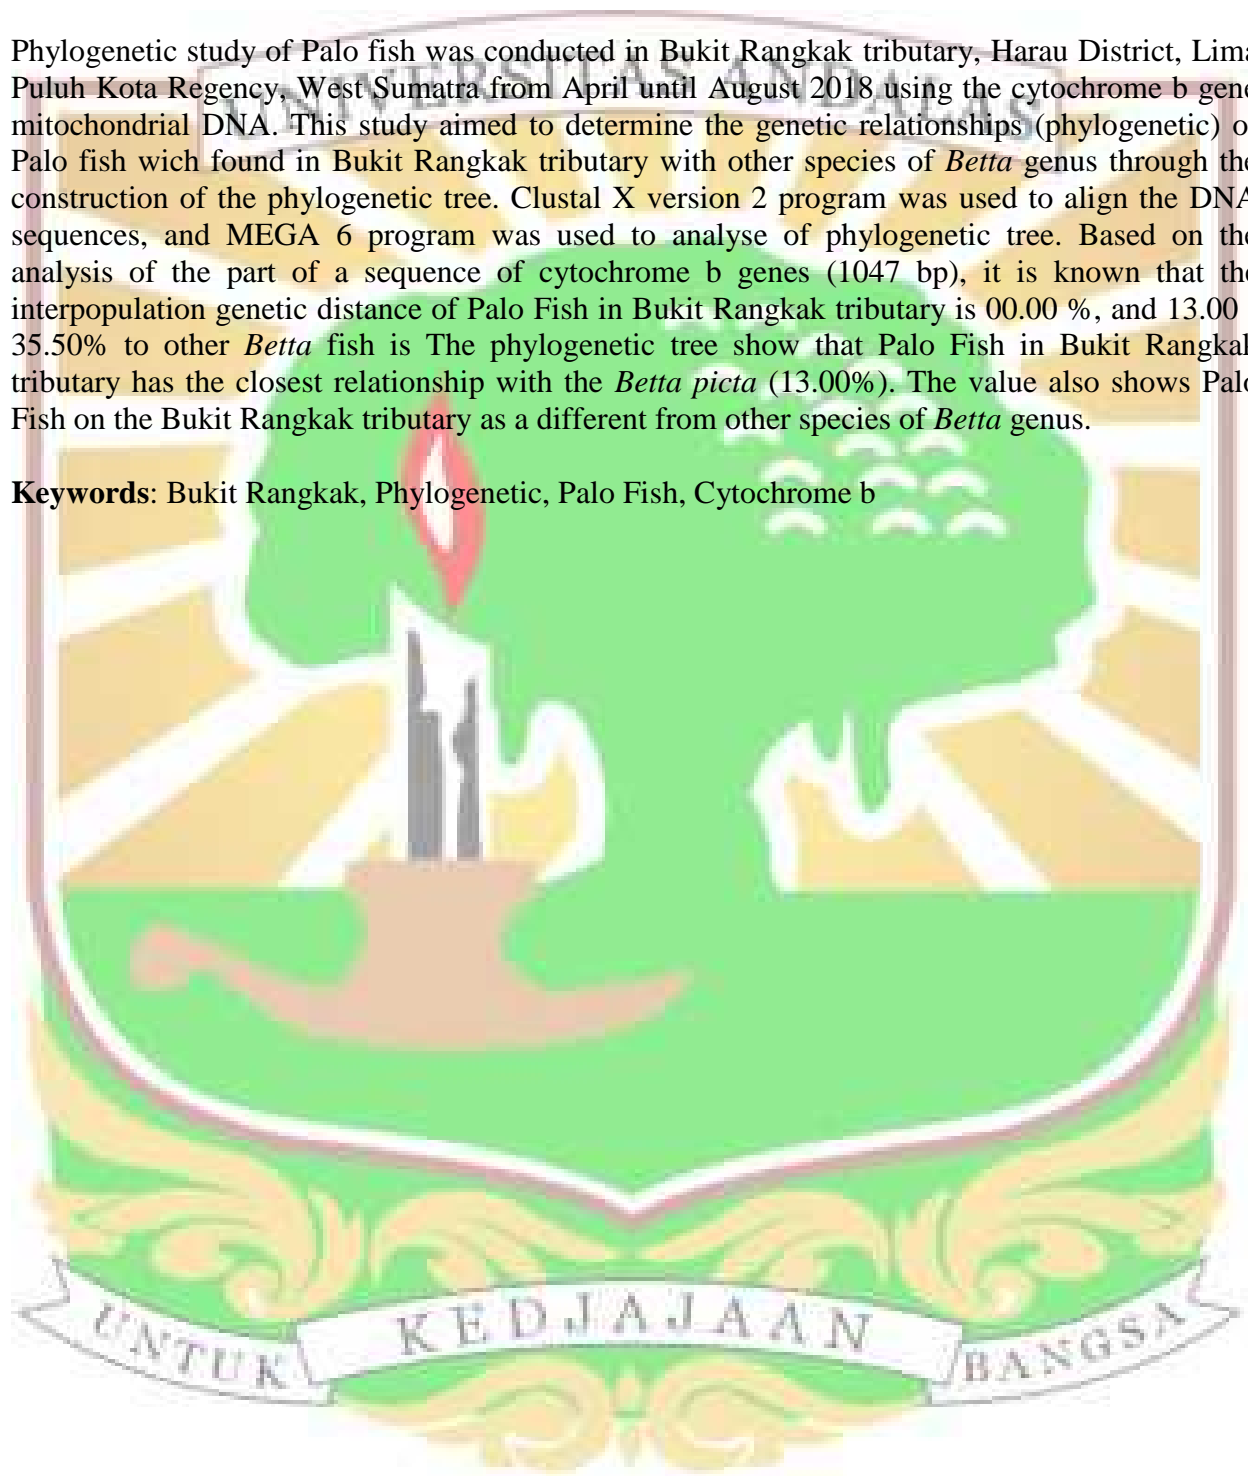 Phylogenetic study of Palo fish was conducted in Bukit Rangkak tributary, Harau District, Lima
UNIVERSITAS ANDALAS
Puluh Kota Regency, West Sumatra from April until August 2018 using the cytochrome b gene
mitochondrial DNA. This study aimed to determine the genetic relationships (phylogenetic) o
Palo fish wich found in Bukit Rangkak tributary with other species of Betta genus through the
construction of the phylogenetic tree. Clustal X version 2 program was used to align the DNA
sequences, and MEGA 6 program was used to analyse of phylogenetic tree. Based on the
analysis of the part of a sequence of cytochrome b genes (1047 bp), it is known that the
interpopulation genetic distance of Palo Fish in Bukit Rangkak tributary is 00.00 %, and 13.00
35.50% to other Betta fish is The phylogenetic tree show that Palo Fish in Bukit Rangkak
tributary has the closest relationship with the Betta picta (13.00%). The value also shows Palo
Fish on the Bukit Rangkak tributary as a different from other species of Betta genus.
Keywords: Bukit Rangkak, Phylogenetic, Palo Fish, Cytochrome b
UNTUK KEDJAJAAN BANGSA